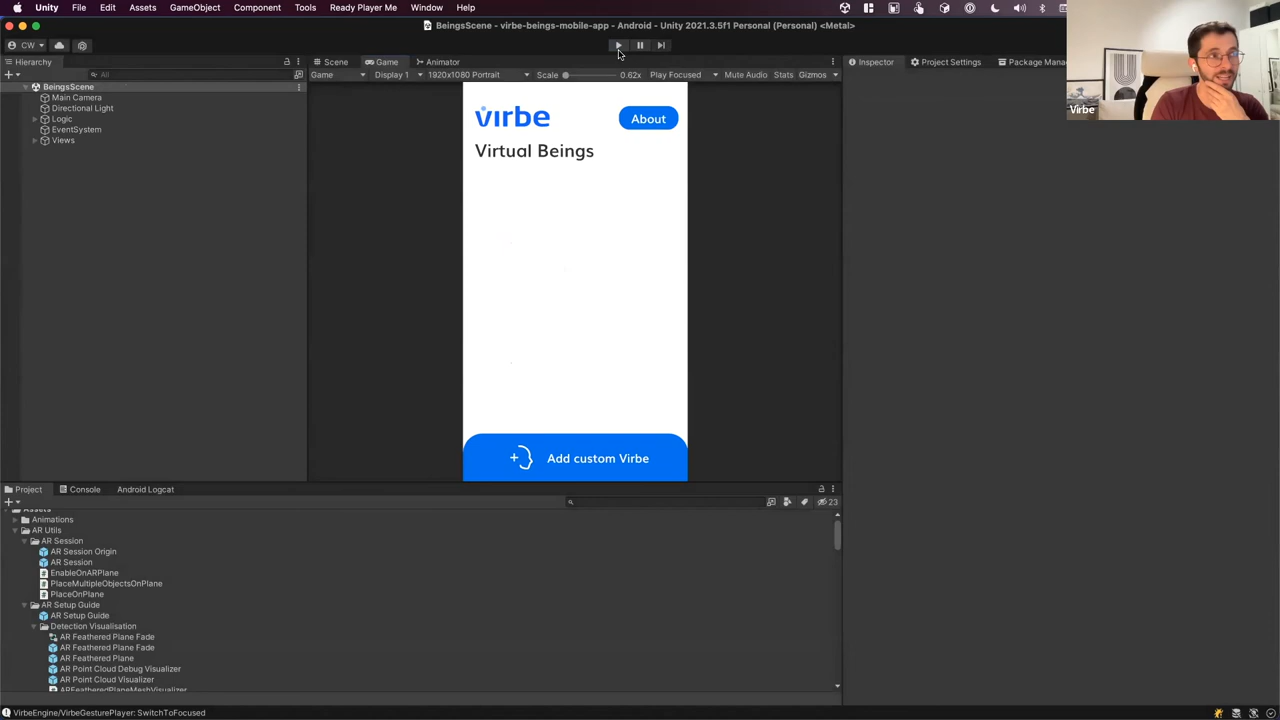 Unity File Edit Assets GameObject Component Tools Ready Player Me Window Help
BeingsScene - virbe-beings-mobile-app - Android - Unity 2021.3.5f1 Personal (Personal) <Metal>
CW
Hierarchy Scene Game Animator Inspector Project Settings Package Man
All Game Display 1 1920x1080 Portrait Scale 0.62x Play Focused Mute Audio Stats Gizmos
BeingsScene
Main Camera
Directional Light
Logic
EventSystem
Views
virbe
About
Virtual Beings
Add custom Virbe
Virbe
Project Console Android Logcat
23
Assets
Animations
AR Utils
AR Session
AR Session Origin
AR Session
EnableOnARPlane
PlaceMultipleObjectsOnPlane
PlaceOnPlane
AR Setup Guide
AR Setup Guide
Detection Visualisation
AR Feathered Plane Fade
AR Feathered Plane Fade
AR Feathered Plane
AR Point Cloud Debug Visualizer
AR Point Cloud Visualizer
ARFeatheredPlaneMeshVisualizer
VirbeEngine/VirbeGesturePlayer: SwitchToFocused